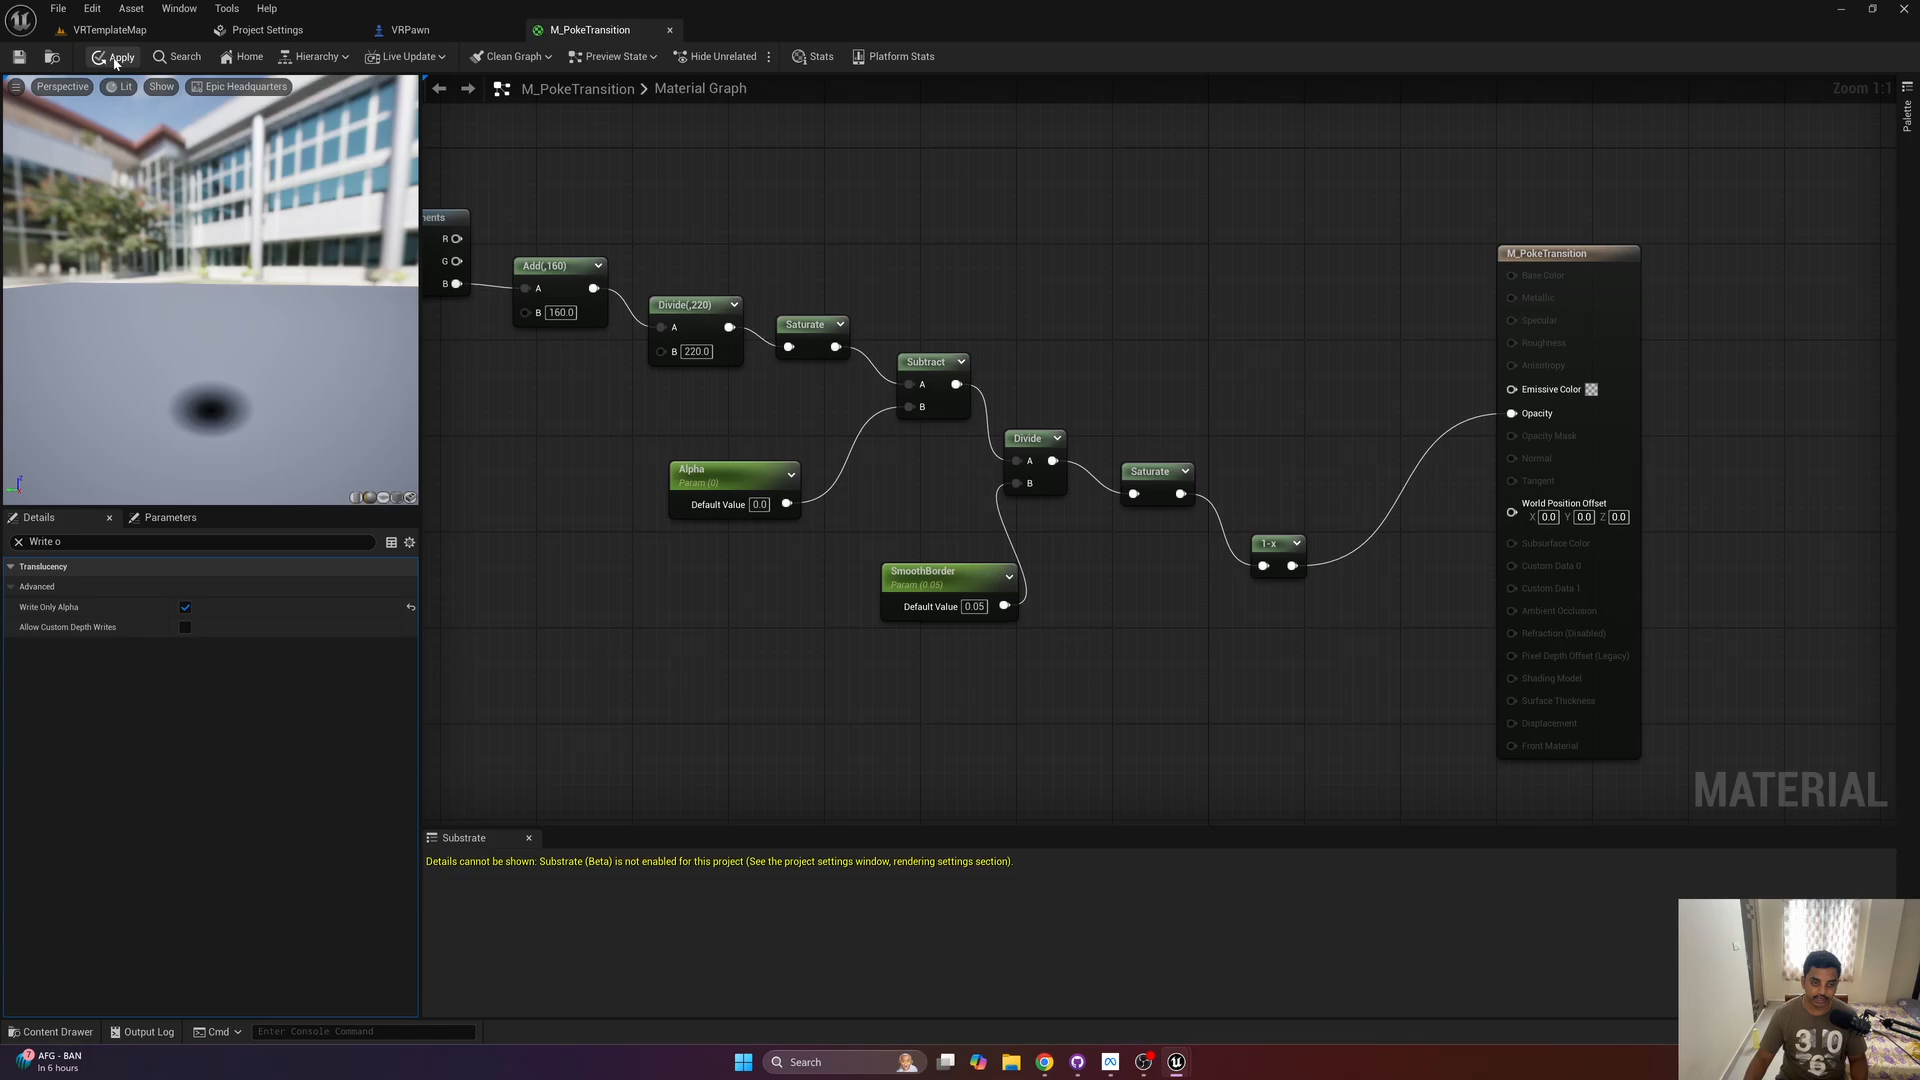 File Edit Asset Window Tools Help
VRTemplateMap Project Settings VRPawn M_PokeTransition
Apply Search Home Hierarchy Live Update Clean Graph Preview State Hide Unrelated Stats Platform Stats
Perspective Lit Show Epic Headquarters
M_PokeTransition Material Graph
Zoom 1:1
Palette
nents
R
G
B
Add(,160)
A
B 160.0
Divide(,220)
A
B 220.0
Saturate
Subtract
A
B
Alpha
Param (0)
Default Value 0.0
Divide
A
B
SmoothBorder
Param (0.05)
Default Value 0.05
Saturate
1-x
M_PokeTransition
Base Color
Metallic
Specular
Roughness
Anisotropy
Emissive Color
Opacity
Opacity Mask
Normal
Tangent
World Position Offset
X 0.0 Y 0.0 Z 0.0
Subsurface Color
Custom Data 0
Custom Data 1
Ambient Occlusion
Refraction (Disabled)
Pixel Depth Offset (Legacy)
Shading Model
Surface Thickness
Displacement
Front Material
MATERIAL
Details Parameters
Write o
Translucency
Advanced
Write Only Alpha
Allow Custom Depth Writes
Substrate
Details cannot be shown: Substrate (Beta) is not enabled for this project (See the project settings window, rendering settings section).
Content Drawer Output Log Cmd Enter Console Command
AFG - BAN
In 6 hours
Search
30
6